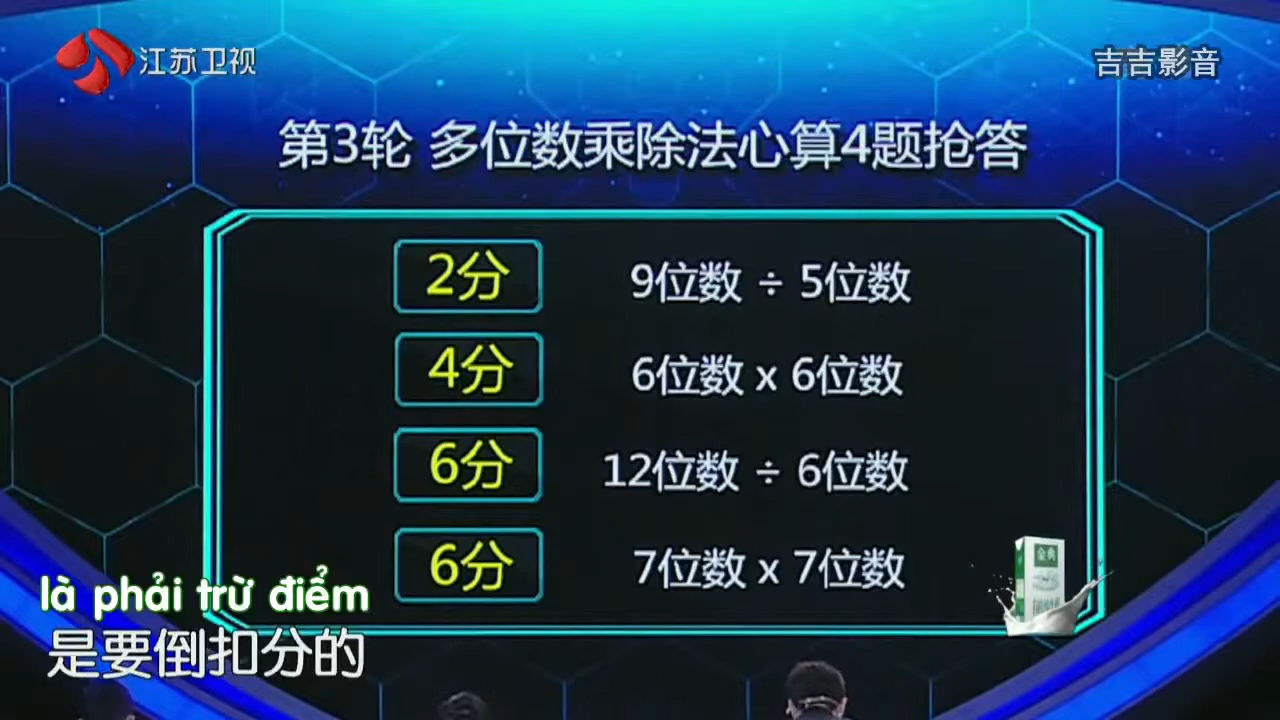 江苏卫视
吉吉影音
第3轮 多位数乘除法心算4题抢答
2分 9位数 ÷ 5位数
4分 6位数 x 6位数
6分 12位数 ÷ 6位数
6分 7位数 x 7位数
金典
là phải trừ điểm
是要倒扣分的